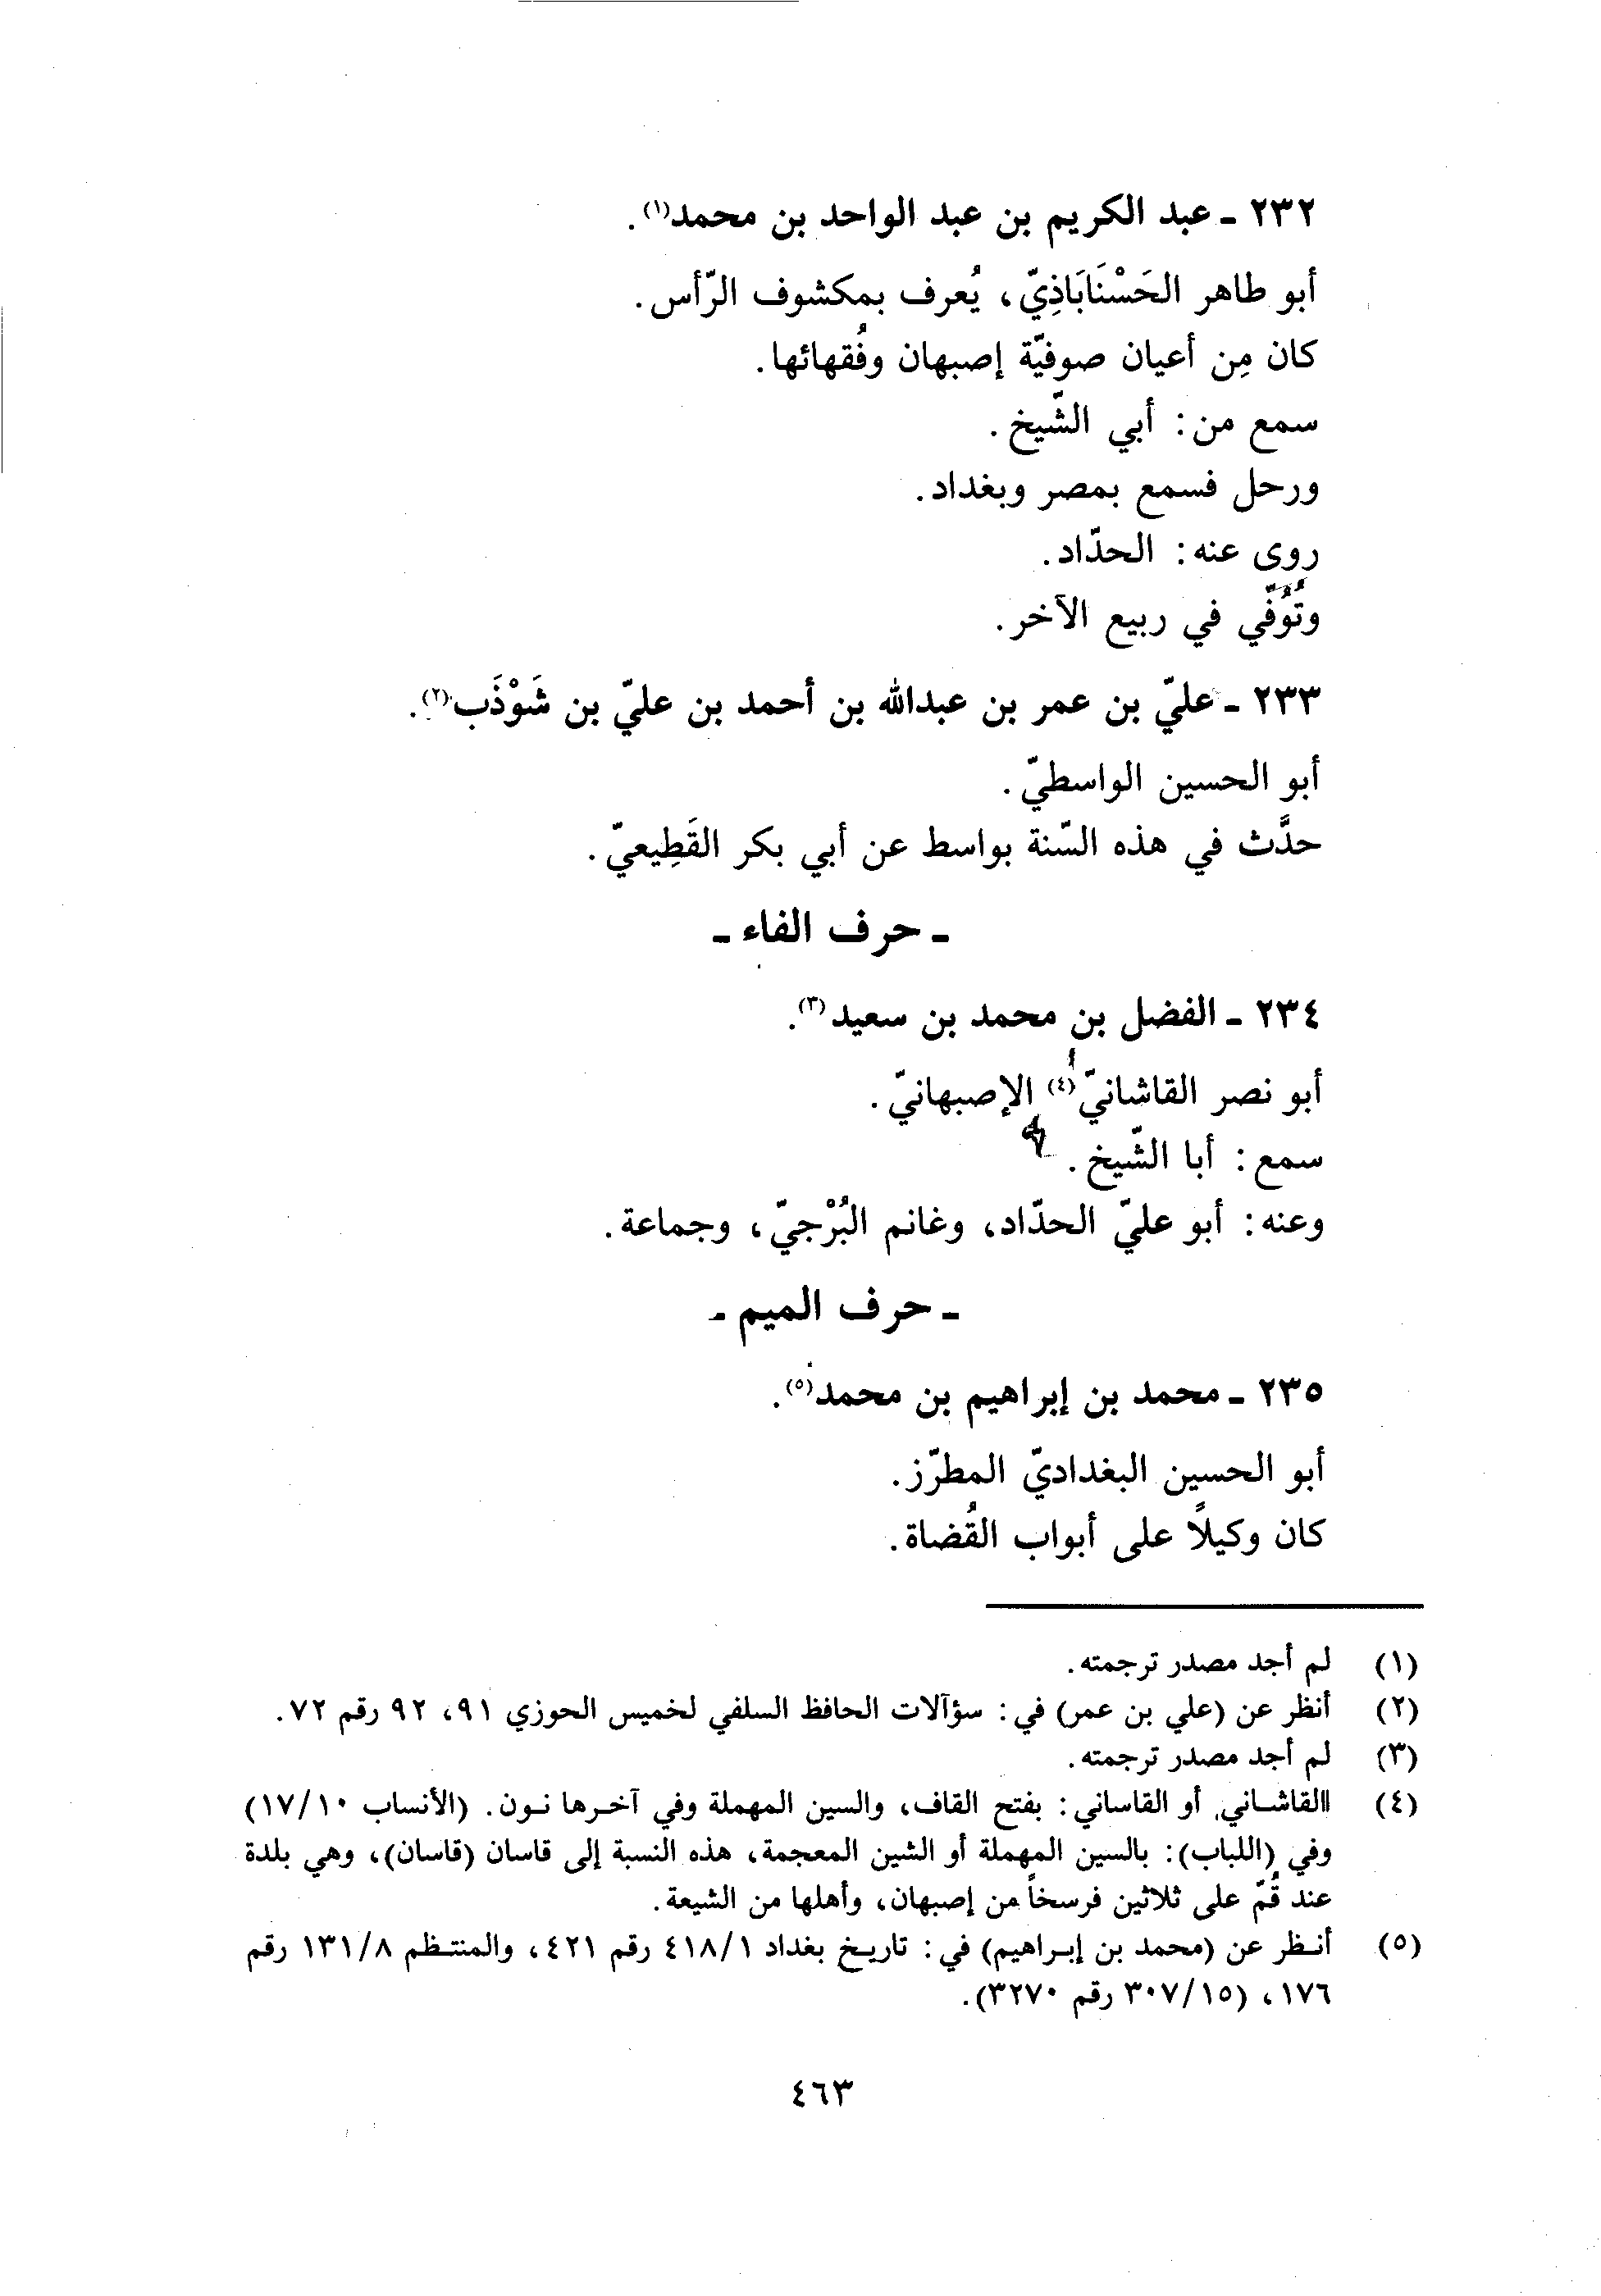 ٢٣٢ ـ عبد الكريم بن عبد الواحد بن محمد(١).
أبو طاهر الحَسْنَابَاذِيّ، يُعرف بمكشوف الرّأس.
كان مِن أعيان صوفيّة إصبهان وفُقهائها.
سمع من: أبي الشّيخ.
ورحل فسمع بمصر وبغداد.
روى عنه: الحدّاد.
وتُوُفّي في ربيع الآخر.
٢٣٣ ـ عليّ بن عمر بن عبدالله بن أحمد بن عليّ بن شَوْذَب(٢).
أبو الحسين الواسطيّ.
حدَّث في هذه السّنة بواسط عن أبي بكر القَطِيعيّ.
ـ حرف الفاء ـ
٢٣٤ ـ الفضل بن محمد بن سعيد(٣).
أبو نصر القاشانيّ(٤) الإصبهانيّ.
سمع: أبا الشّيخ.
وعنه: أبو عليّ الحدّاد، وغانم البُرْجيّ، وجماعة.
ـ حرف الميم ـ
٢٣٥ ـ محمد بن إبراهيم بن محمد(٥).
أبو الحسين البغداديّ المطرّز.
كان وكيلًا على أبواب القُضاة.
(١) لم أجد مصدر ترجمته.
(٢) أنظر عن (علي بن عمر) في: سؤآلات الحافظ السلفي لخميس الحوزي ٩١، ٩٢ رقم ٧٢.
(٣) لم أجد مصدر ترجمته.
(٤) االقاشاني, أو القاساني: بفتح القاف، والسين المهملة وفي آخرها نون. (الأنساب ١٧/١٠)
وفي (اللباب): بالسين المهملة أو الشين المعجمة، هذه النسبة إلى قاسان (قاسان)، وهي بلدة
عند قُمّ على ثلاثين فرسخاً من إصبهان، وأهلها من الشيعة.
(٥) أنظر عن (محمد بن إبراهيم) في: تاريخ بغداد ٤١٨/١ رقم ٤٢١، والمنتظم ١٣١/٨ رقم
١٧٦، (٣٠٧/١٥ رقم ٣٢٧٠).
٤٦٣